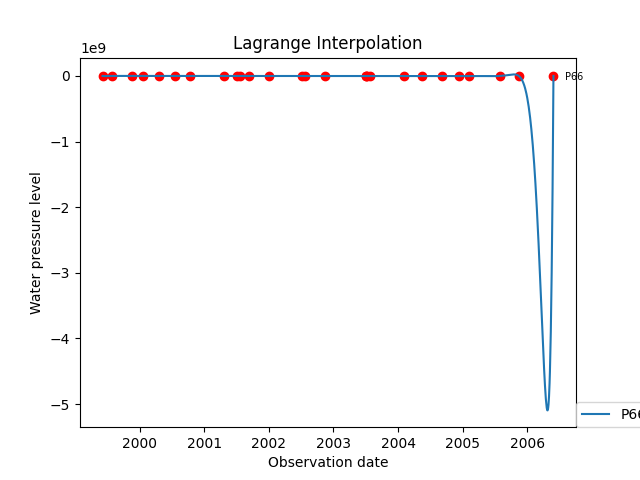 Lagrange Interpolation
1e9
0
−1
−2
−3
−4
−5
Water pressure level
P66
2000 2001 2002 2003 2004 2005 2006
Observation date